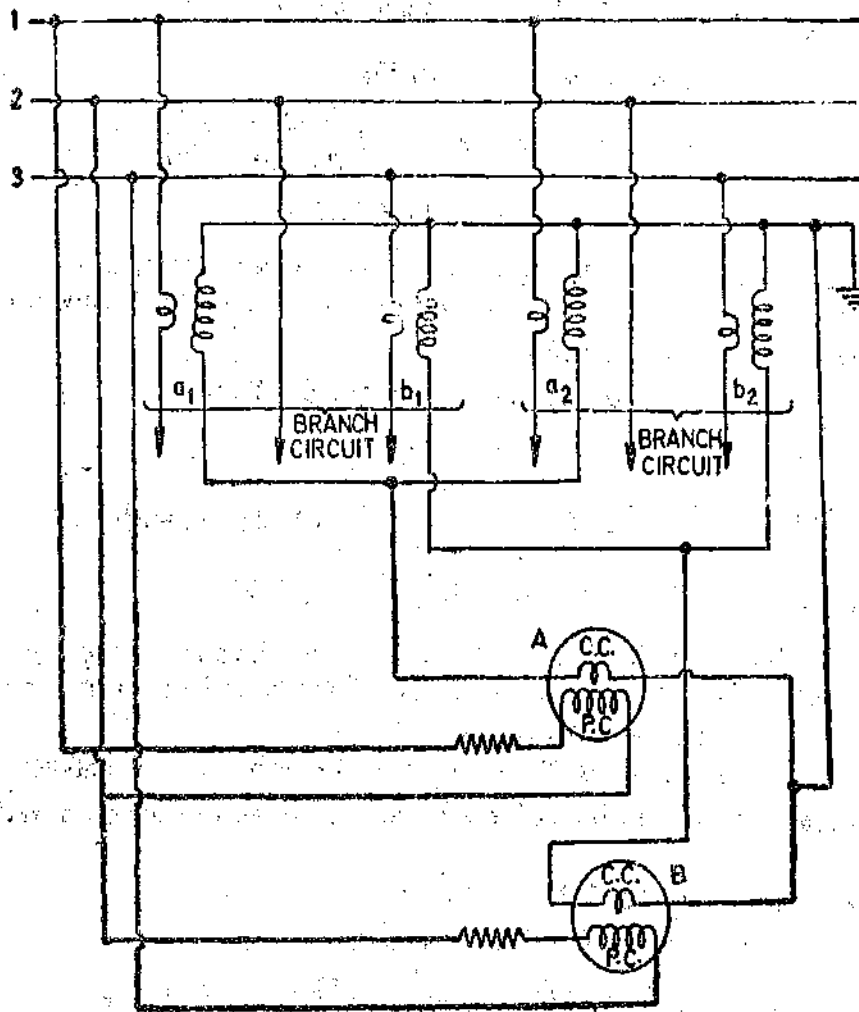 1
2
3
a1
b1
a2
b2
BRANCH
CIRCUIT
BRANCH
CIRCUIT
A
C.C.
P.C
C.C.
B
P.C.